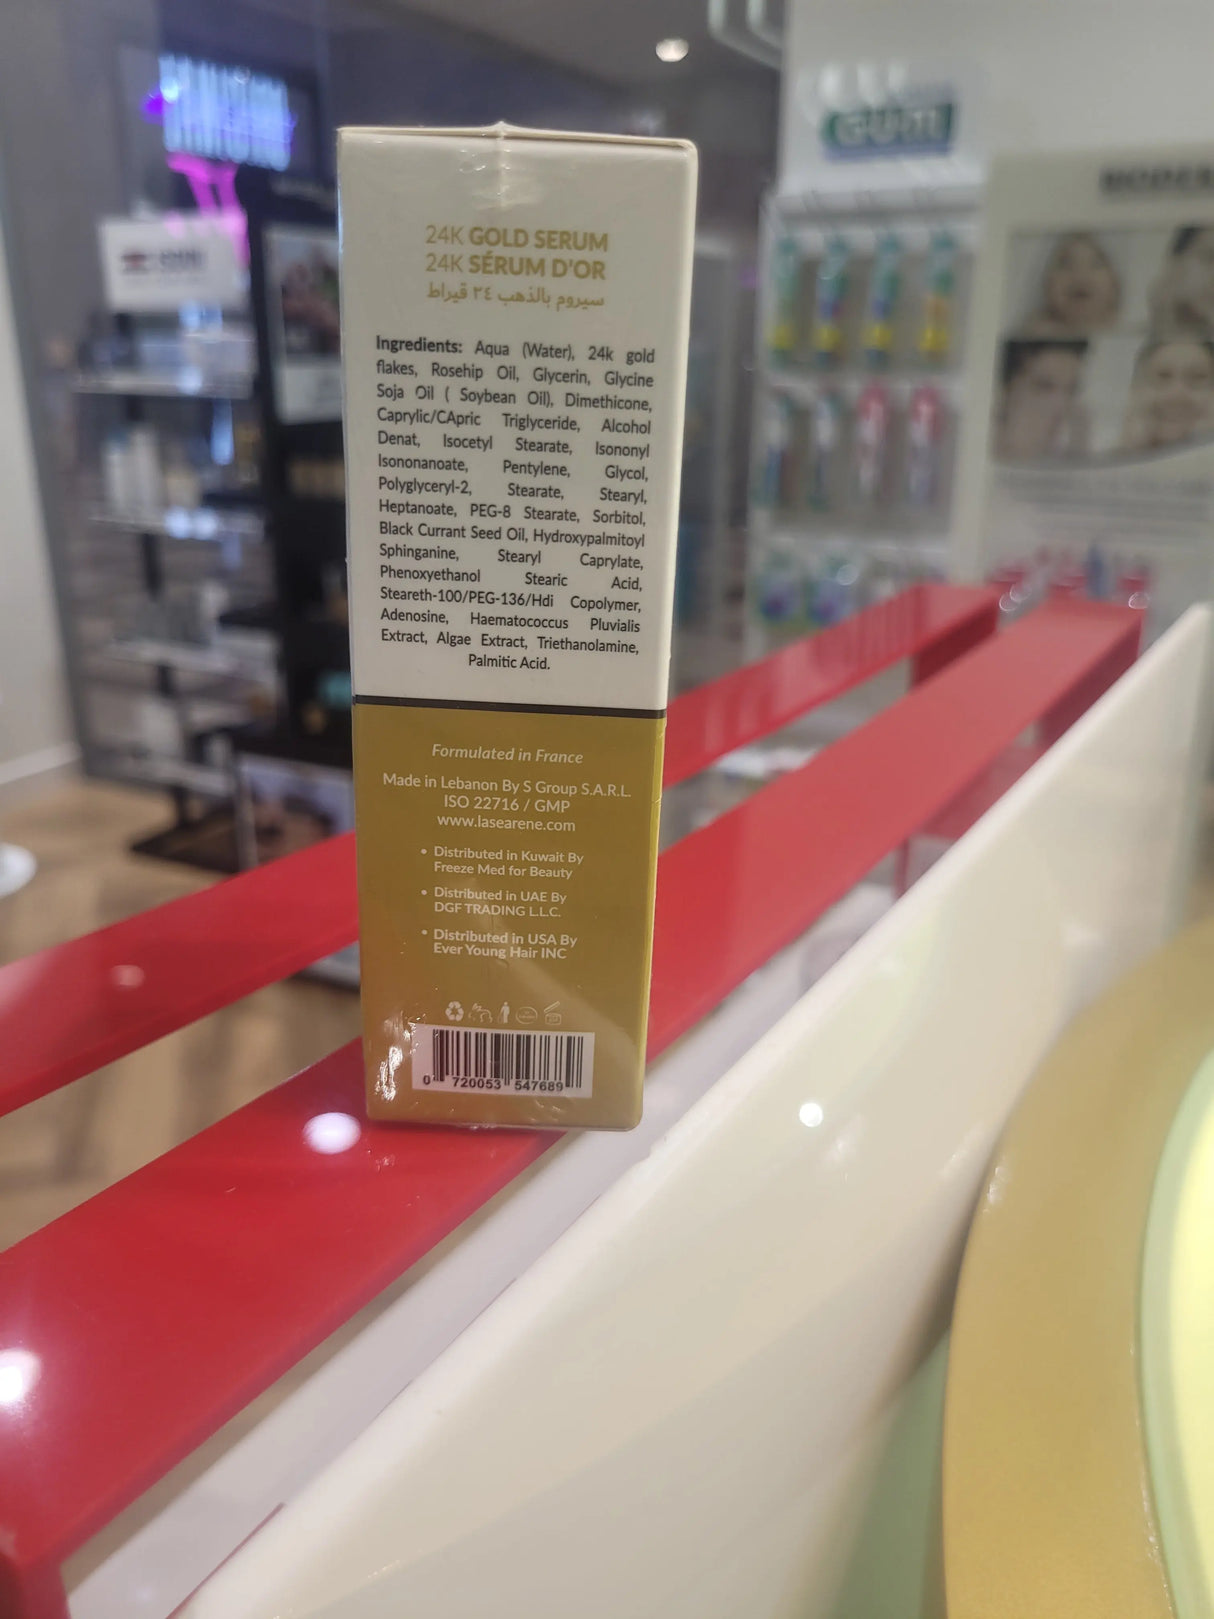 GUM
24K GOLD SERUM
24K SÉRUM D'OR
سيروم بالذهب ٢٤ قيراط
Ingredients: Aqua (Water), 24k gold
flakes, Rosehip Oil, Glycerin, Glycine
Soja Oil ( Soybean Oil), Dimethicone,
Caprylic/CApric Triglyceride, Alcohol
Denat, Isocetyl Stearate, Isononyl
Isononanoate, Pentylene, Glycol,
Polyglyceryl-2, Stearate, Stearyl,
Heptanoate, PEG-8 Stearate, Sorbitol,
Black Currant Seed Oil, Hydroxypalmitoyl
Sphinganine, Stearyl Caprylate,
Phenoxyethanol Stearic Acid,
Steareth-100/PEG-136/Hdi Copolymer,
Adenosine, Haematococcus Pluvialis
Extract, Algae Extract, Triethanolamine,
Palmitic Acid.
Formulated in France
Made in Lebanon By S Group S.A.R.L.
ISO 22716 / GMP
www.lasearene.com
• Distributed in Kuwait By
Freeze Med for Beauty
• Distributed in UAE By
DGF TRADING L.L.C.
• Distributed in USA By
Ever Young Hair INC
0 720053 547689